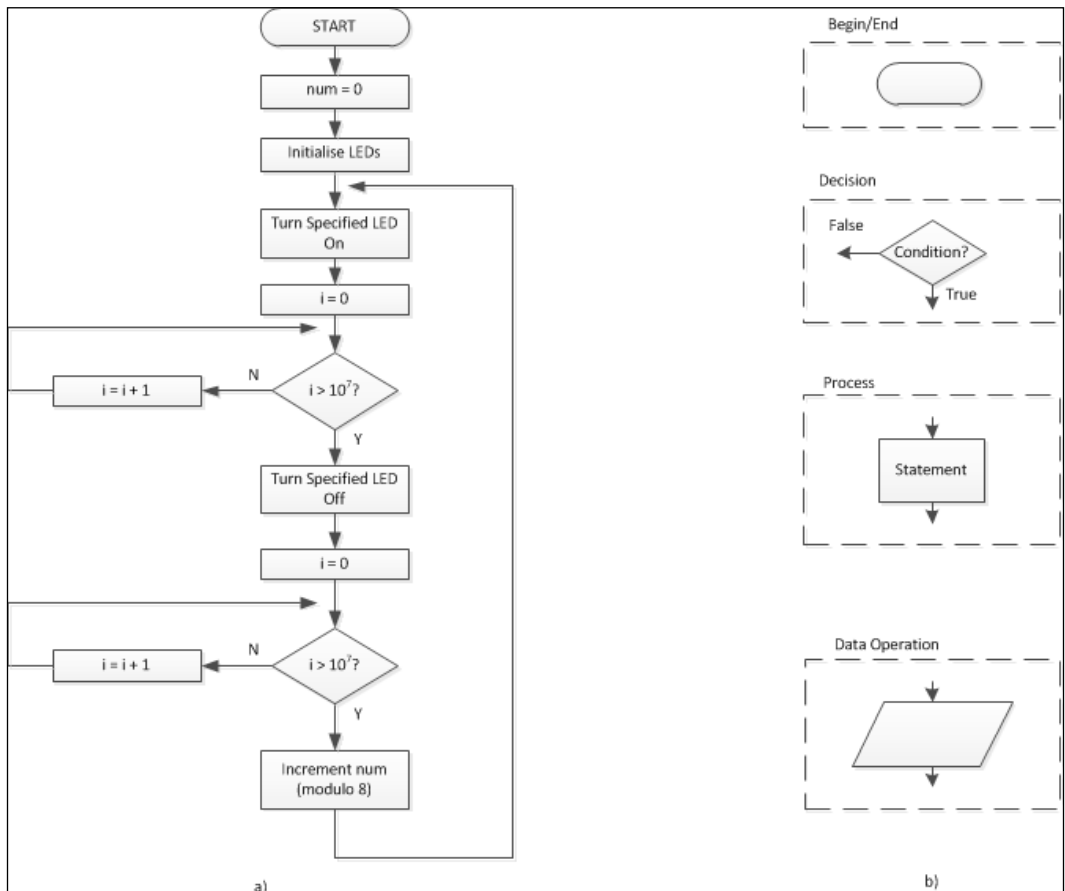 START
num = 0
Initialise LEDs
Turn Specified LED
On
i = 0
i > 10⁷?
N
i = i + 1
Y
Turn Specified LED
Off
i = 0
i > 10⁷?
N
i = i + 1
Y
Increment num
(modulo 8)
a)
Begin/End
Decision
False
Condition?
True
Process
Statement
Data Operation
b)